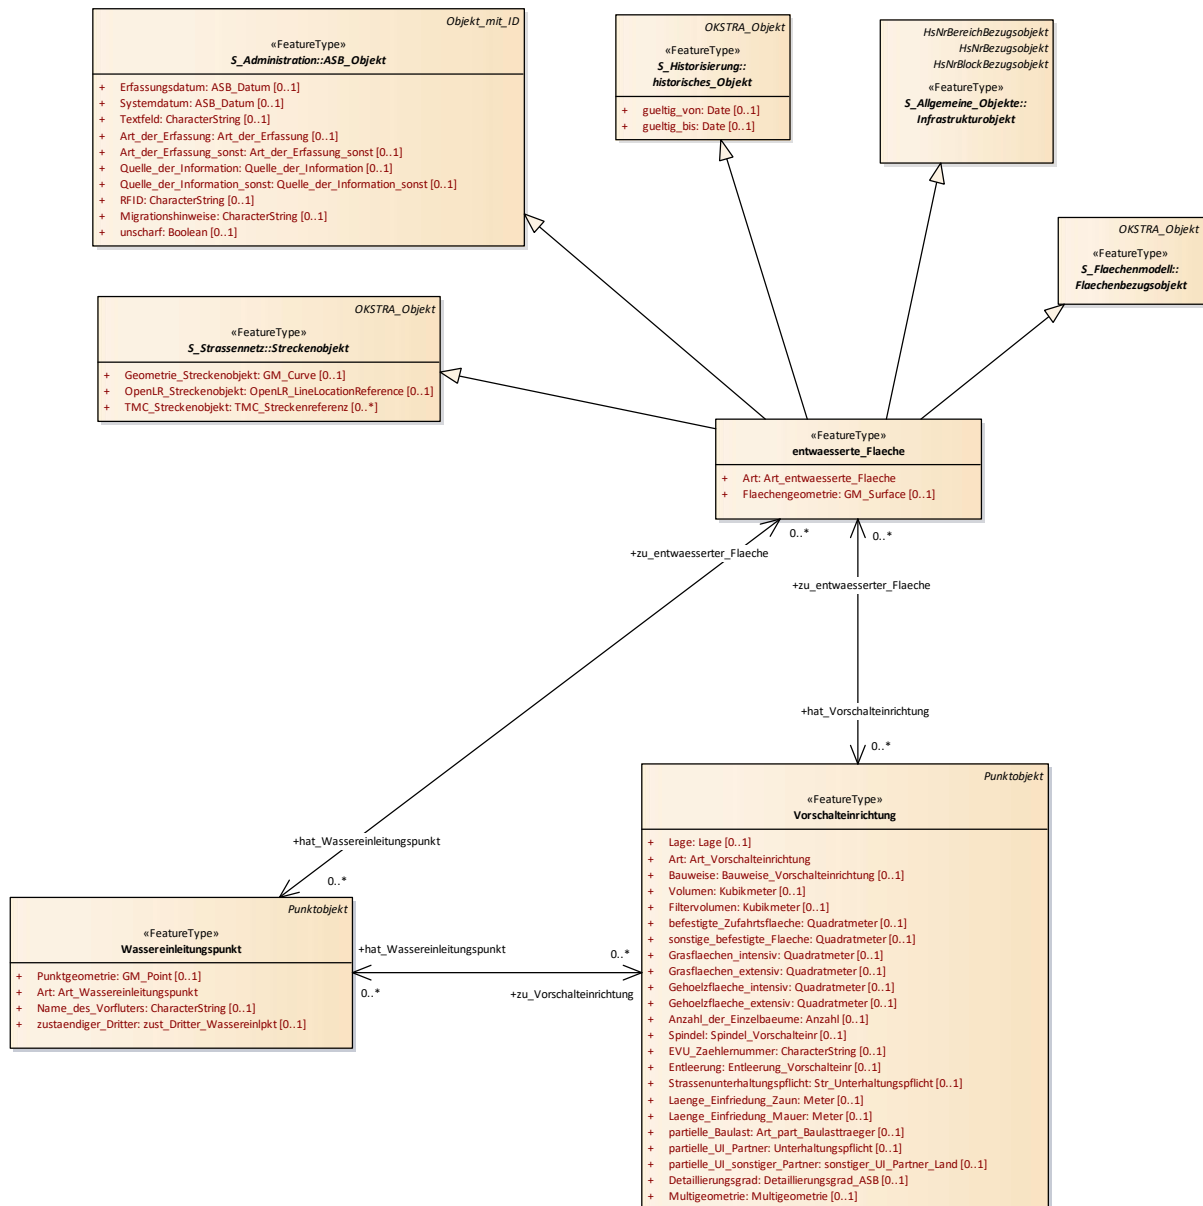 Objekt_mit_ID
«FeatureType»
S_Administration::ASB_Objekt
+ Erfassungsdatum: ASB_Datum [0..1]
+ Systemdatum: ASB_Datum [0..1]
+ Textfeld: CharacterString [0..1]
+ Art_der_Erfassung: Art_der_Erfassung [0..1]
+ Art_der_Erfassung_sonst: Art_der_Erfassung_sonst [0..1]
+ Quelle_der_Information: Quelle_der_Information [0..1]
+ Quelle_der_Information_sonst: Quelle_der_Information_sonst [0..1]
+ RFID: CharacterString [0..1]
+ Migrationshinweise: CharacterString [0..1]
+ unscharf: Boolean [0..1]
OKSTRA_Objekt
«FeatureType»
S_Historisierung::
historisches_Objekt
+ gueltig_von: Date [0..1]
+ gueltig_bis: Date [0..1]
HsNrBereichBezugsobjekt
HsNrBezugsobjekt
HsNrBlockBezugsobjekt
«FeatureType»
S_Allgemeine_Objekte::
Infrastrukturobjekt
OKSTRA_Objekt
«FeatureType»
S_Flaechenmodell::
Flaechenbezugsobjekt
OKSTRA_Objekt
«FeatureType»
S_Strassennetz::Streckenobjekt
+ Geometrie_Streckenobjekt: GM_Curve [0..1]
+ OpenLR_Streckenobjekt: OpenLR_LineLocationReference [0..1]
+ TMC_Streckenobjekt: TMC_Streckenreferenz [0..*]
«FeatureType»
entwaesserte_Flaeche
+ Art: Art_entwaesserte_Flaeche
+ Flaechengeometrie: GM_Surface [0..1]
0..*
0..*
+zu_entwaesserter_Flaeche
+zu_entwaesserter_Flaeche
+hat_Vorschalteinrichtung
0..*
+hat_Wassereinleitungspunkt
0..*
Punktobjekt
«FeatureType»
Wassereinleitungspunkt
+ Punktgeometrie: GM_Point [0..1]
+ Art: Art_Wassereinleitungspunkt
+ Name_des_Vorfluters: CharacterString [0..1]
+ zustaendiger_Dritter: zust_Dritter_Wassereinlpkt [0..1]
+hat_Wassereinleitungspunkt
0..*
0..*
+zu_Vorschalteinrichtung
Punktobjekt
«FeatureType»
Vorschalteinrichtung
+ Lage: Lage [0..1]
+ Art: Art_Vorschalteinrichtung
+ Bauweise: Bauweise_Vorschalteinrichtung [0..1]
+ Volumen: Kubikmeter [0..1]
+ Filtervolumen: Kubikmeter [0..1]
+ befestigte_Zufahrtsflaeche: Quadratmeter [0..1]
+ sonstige_befestigte_Flaeche: Quadratmeter [0..1]
+ Grasflaechen_intensiv: Quadratmeter [0..1]
+ Grasflaechen_extensiv: Quadratmeter [0..1]
+ Gehoelzflaeche_intensiv: Quadratmeter [0..1]
+ Gehoelzflaeche_extensiv: Quadratmeter [0..1]
+ Anzahl_der_Einzelbaeume: Anzahl [0..1]
+ Spindel: Spindel_Vorschalteinr [0..1]
+ EVU_Zaehlernummer: CharacterString [0..1]
+ Entleerung: Entleerung_Vorschalteinr [0..1]
+ Strassenunterhaltungspflicht: Str_Unterhaltungspflicht [0..1]
+ Laenge_Einfriedung_Zaun: Meter [0..1]
+ Laenge_Einfriedung_Mauer: Meter [0..1]
+ partielle_Baulast: Art_part_Baulasttraeger [0..1]
+ partielle_UI_Partner: Unterhaltungspflicht [0..1]
+ partielle_UI_sonstiger_Partner: sonstiger_UI_Partner_Land [0..1]
+ Detaillierungsgrad: Detaillierungsgrad_ASB [0..1]
+ Multigeometrie: Multigeometrie [0..1]